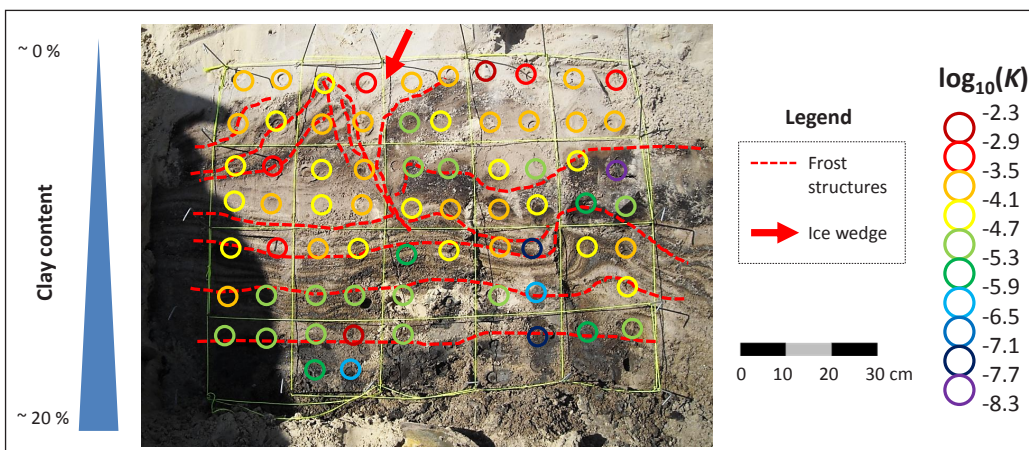 ~ 0 %
Clay content
~ 20 %
Legend
Frost
structures
Ice wedge
0 10 20 30 cm
log10(K)
-2.3
-2.9
-3.5
-4.1
-4.7
-5.3
-5.9
-6.5
-7.1
-7.7
-8.3